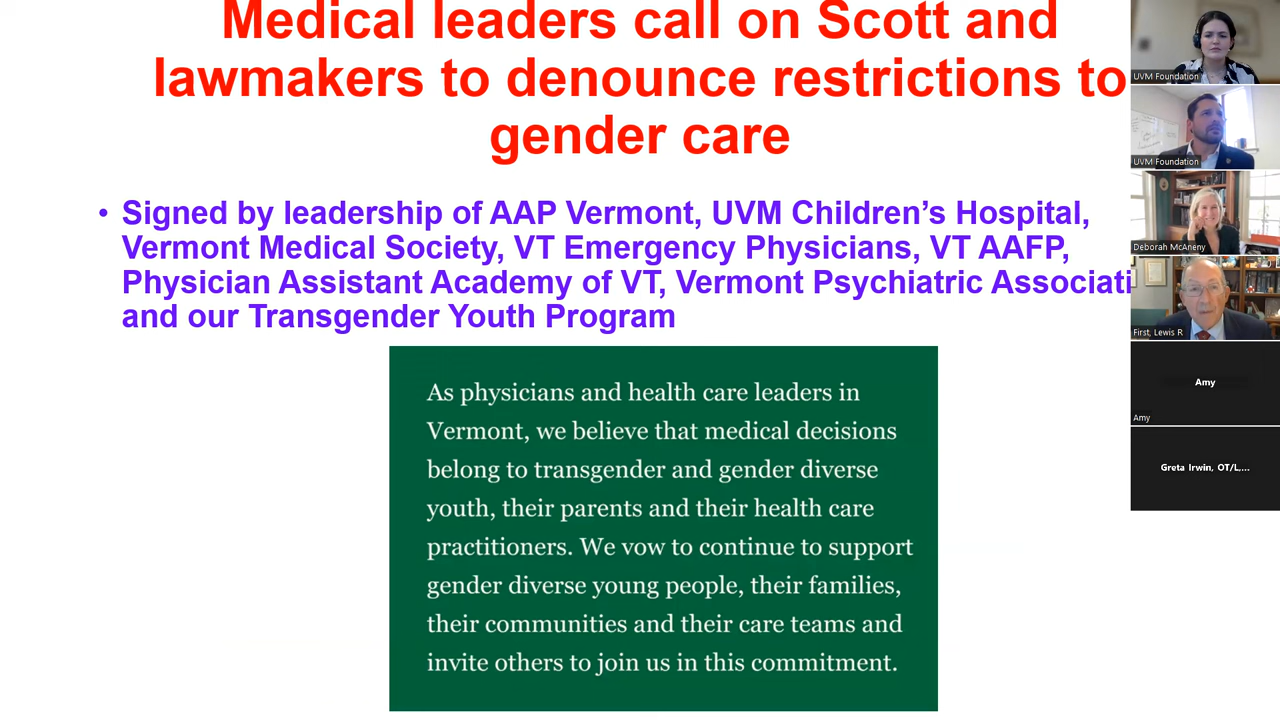 Medical leaders call on Scott and
lawmakers to denounce restrictions to
gender care
• Signed by leadership of AAP Vermont, UVM Children’s Hospital,
Vermont Medical Society, VT Emergency Physicians, VT AAFP,
Physician Assistant Academy of VT, Vermont Psychiatric Associati
and our Transgender Youth Program
As physicians and health care leaders in
Vermont, we believe that medical decisions
belong to transgender and gender diverse
youth, their parents and their health care
practitioners. We vow to continue to support
gender diverse young people, their families,
their communities and their care teams and
invite others to join us in this commitment.
UVM Foundation
UVM Foundation
Deborah McAneny
First, Lewis R
Amy
Amy
Greta Irwin, OT/L,...